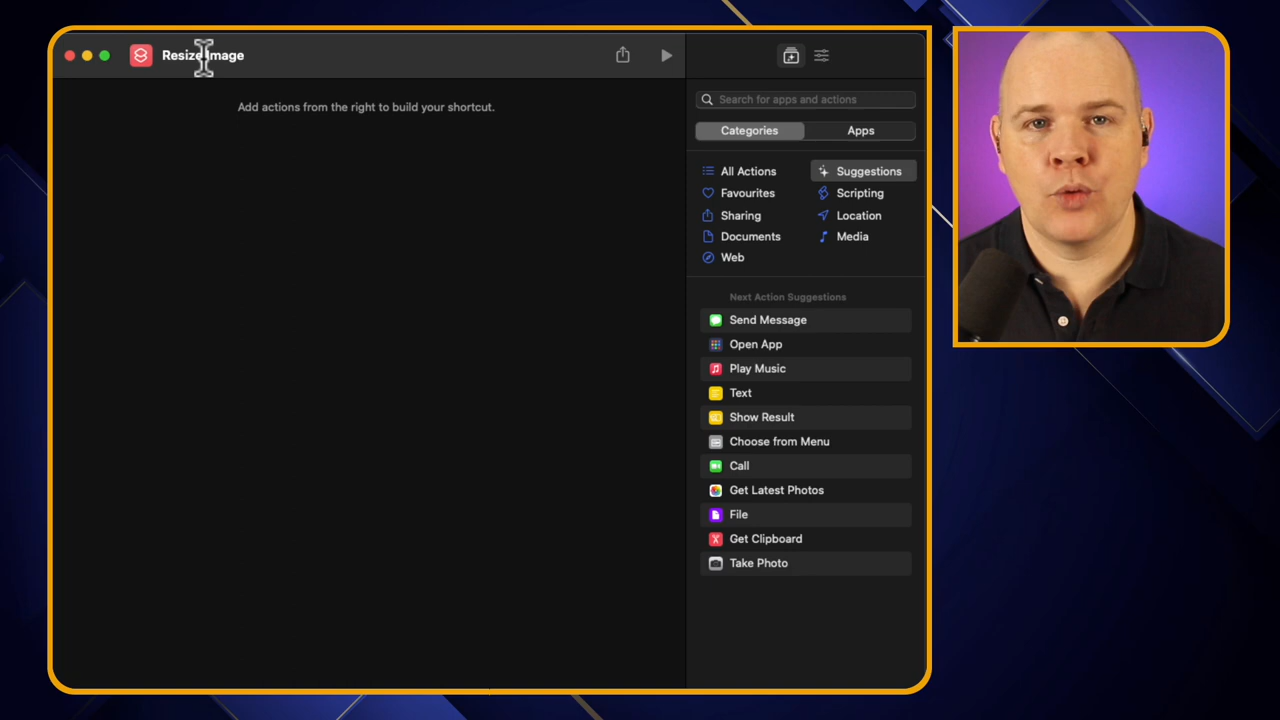 Resize Image
Add actions from the right to build your shortcut.
Search for apps and actions
Categories
Apps
All Actions
Suggestions
Favourites
Scripting
Sharing
Location
Documents
Media
Web
Next Action Suggestions
Send Message
Open App
Play Music
Text
Show Result
Choose from Menu
Call
Get Latest Photos
File
Get Clipboard
Take Photo